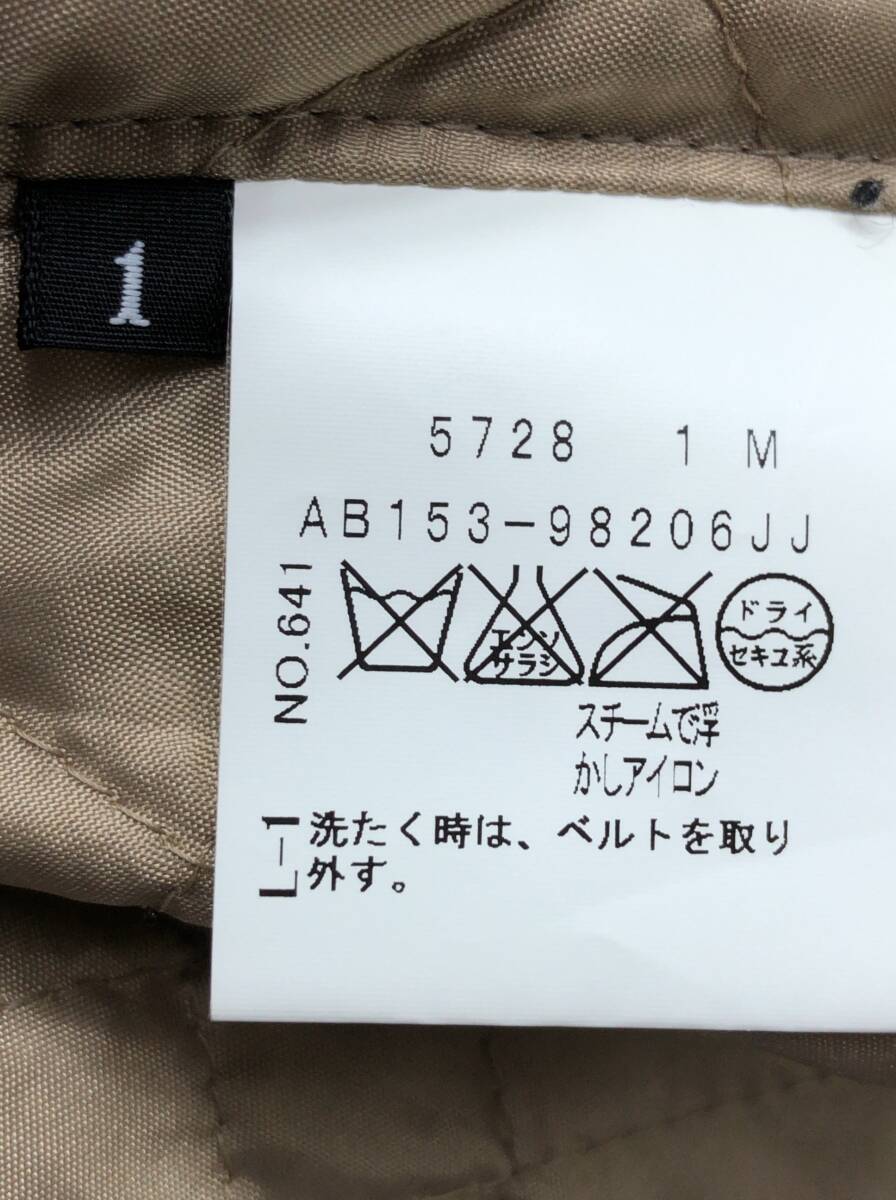 1
5728 1 M
AB153-98206JJ
NO.641
エンソ
サラシ
ドライ
セキユ系
スチームで浮
かしアイロン
洗たく時は、ベルトを取り
外す。